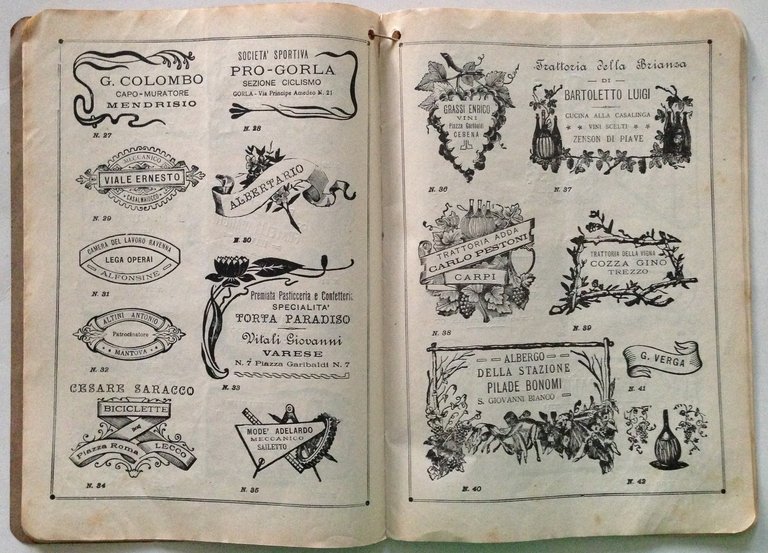 G. COLOMBO
CAPO-MURATORE
MENDRISIO
N. 27
SOCIETA' SPORTIVA
PRO-GORLA
SEZIONE CICLISMO
GORLA - Via Principe Amedeo N. 21
N. 28
MECCANICO
VIALE ERNESTO
CASALMAIOCCO
N. 29
ALBERTARIO
N. 30
CAMERA DEL LAVORO RAVENNA
LEGA OPERAI
ALFONSINE
N. 31
ALTINI ANTONIO
Patrocinatore
MANTOVA
N. 32
Premiata Pasticceria e Confetteria
SPECIALITA'
TORTA PARADISO
Vitali Giovanni
VARESE
N. 7 Piazza Garibaldi N. 7
N. 33
CESARE SARACCO
BICICLETTE
Piazza Roma
LECCO
N. 34
MODE' ADELARDO
MECCANICO
SAILETTO
N. 35
GRASSI ENRICO
VINI
Piazza Garibaldi
CESENA
N. 36
Trattoria della Brianza
DI
BARTOLETTO LUIGI
CUCINA ALLA CASALINGA
VINI SCELTI
ZENSON DI PIAVE
N. 37
TRATTORIA ADDA
CARLO PESTONI
CARPI
N. 38
TRATTORIA DELLA VIGNA
COZZA GINO
TREZZO
N. 39
ALBERGO
DELLA STAZIONE
PILADE BONOMI
S. GIOVANNI BIANCO
N. 40
G. VERGA
N. 41
N. 42